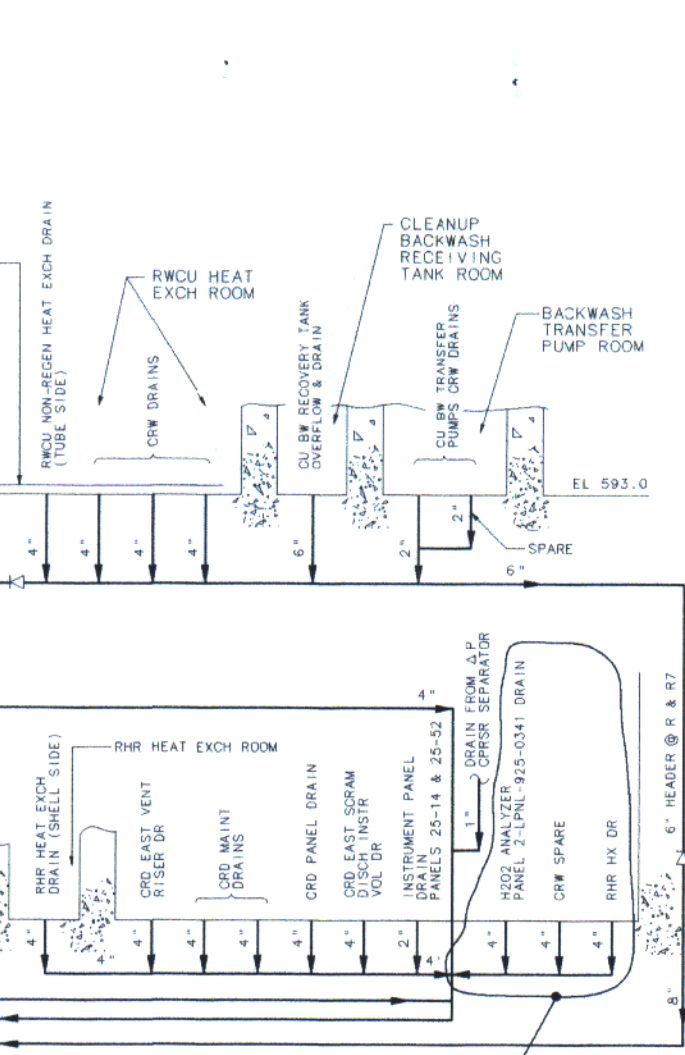 CLEANUP
BACKWASH
RECEIVING
TANK ROOM
RWCU NON-REGEN HEAT EXCH DRAIN
(TUBE SIDE)
RWCU HEAT
EXCH ROOM
CRW DRAINS
CU BW RECOVERY TANK
OVERFLOW & DRAIN
CU BW TRANSFER
PUMPS CRW DRAINS
BACKWASH
TRANSFER
PUMP ROOM
EL 593.0
4"
4"
4"
4"
6"
2"
2"
SPARE
6"
4"
RHR HEAT EXCH
DRAIN (SHELL SIDE)
RHR HEAT EXCH ROOM
CRD EAST VENT
RISER DR
CRD MAINT
DRAINS
CRD PANEL DRAIN
CRD EAST SCRAM
DISCH INSTR
VOL DR
INSTRUMENT PANEL
DRAIN
PANELS 25-14 & 25-52
1"
DRAIN FROM Δ P
CPRSR SEPARATOR
H2O2 ANALYZER
PANEL 2-LPNL-925-0341 DRAIN
CRW SPARE
RHR HX DR
6" HEADER @ R & R7
4"
4"
4"
4"
4"
4"
2"
4"
4"
4"
4"
4"
8"